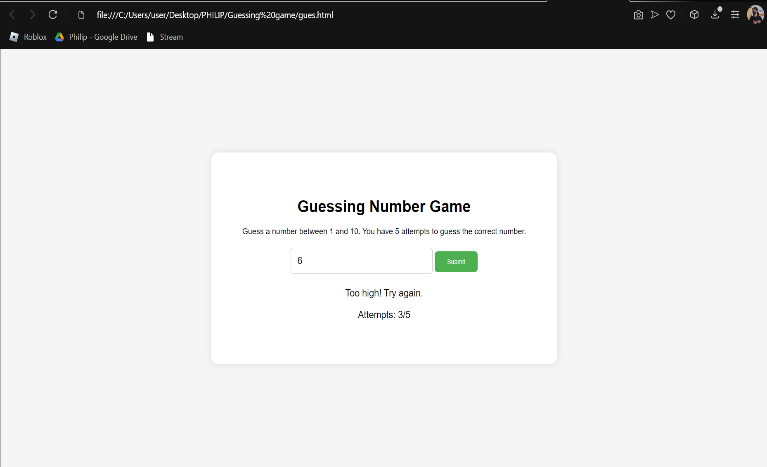 file:///C:/Users/user/Desktop/PHILIP/Guessing%20game/gues.html
Roblox Philip - Google Drive Stream
Guessing Number Game
Guess a number between 1 and 10. You have 5 attempts to guess the correct number.
6 Submit
Too high! Try again.
Attempts: 3/5